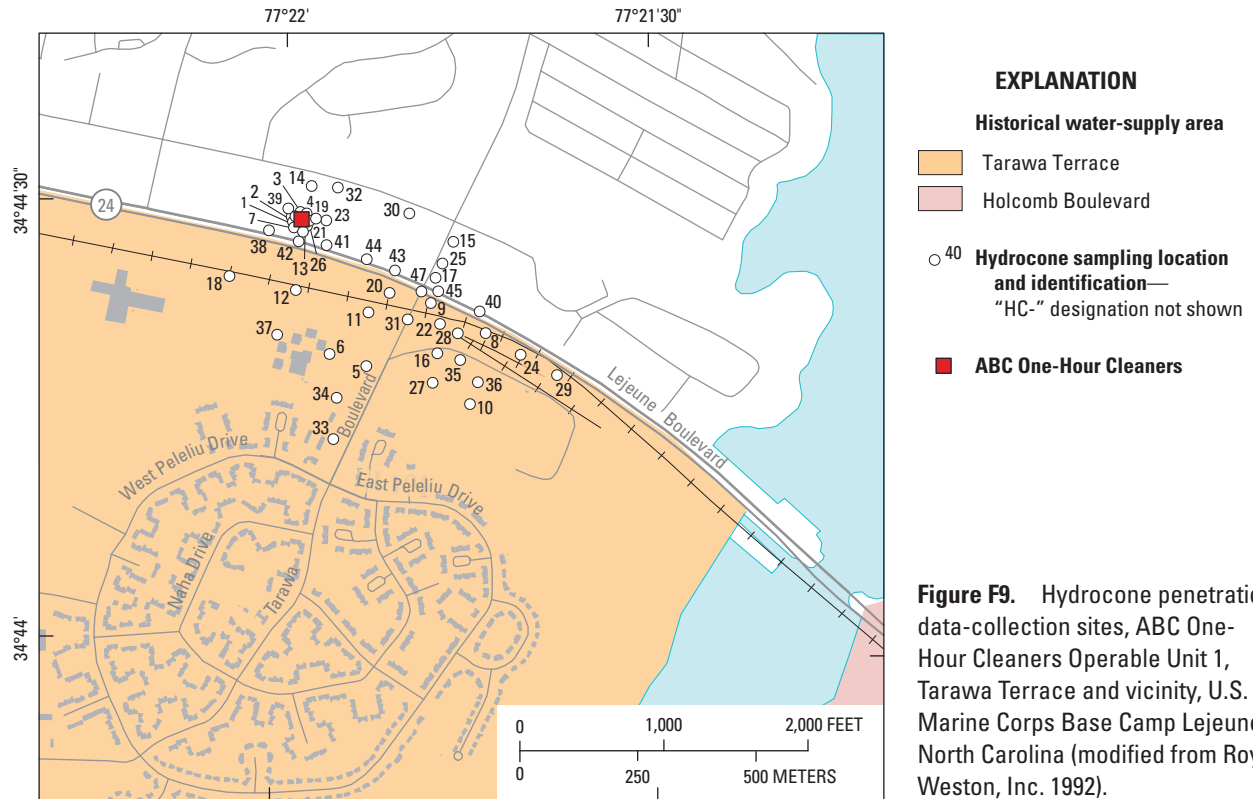 77°22' 77°21'30"
34°44'30"
34°44'
24
3 14 32
2 39 4 19 30
1 23
7 21 15
38 42 41 44 43 25
13 26 47 17
18 12 20 45
9 40
11 31 22
37 28 8
6 16 24
5 35 29
27 36
34 10
33
Boulevard
Lejeune Boulevard
West Peleliu Drive
East Peleliu Drive
Naha Drive
Tarawa
0 1,000 2,000 FEET
0 250 500 METERS
EXPLANATION
Historical water-supply area
Tarawa Terrace
Holcomb Boulevard
40 Hydrocone sampling location
and identification—
"HC-" designation not shown
ABC One-Hour Cleaners
Figure F9. Hydrocone penetratio
data-collection sites, ABC One-
Hour Cleaners Operable Unit 1,
Tarawa Terrace and vicinity, U.S.
Marine Corps Base Camp Lejeun
North Carolina (modified from Roy
Weston, Inc. 1992).